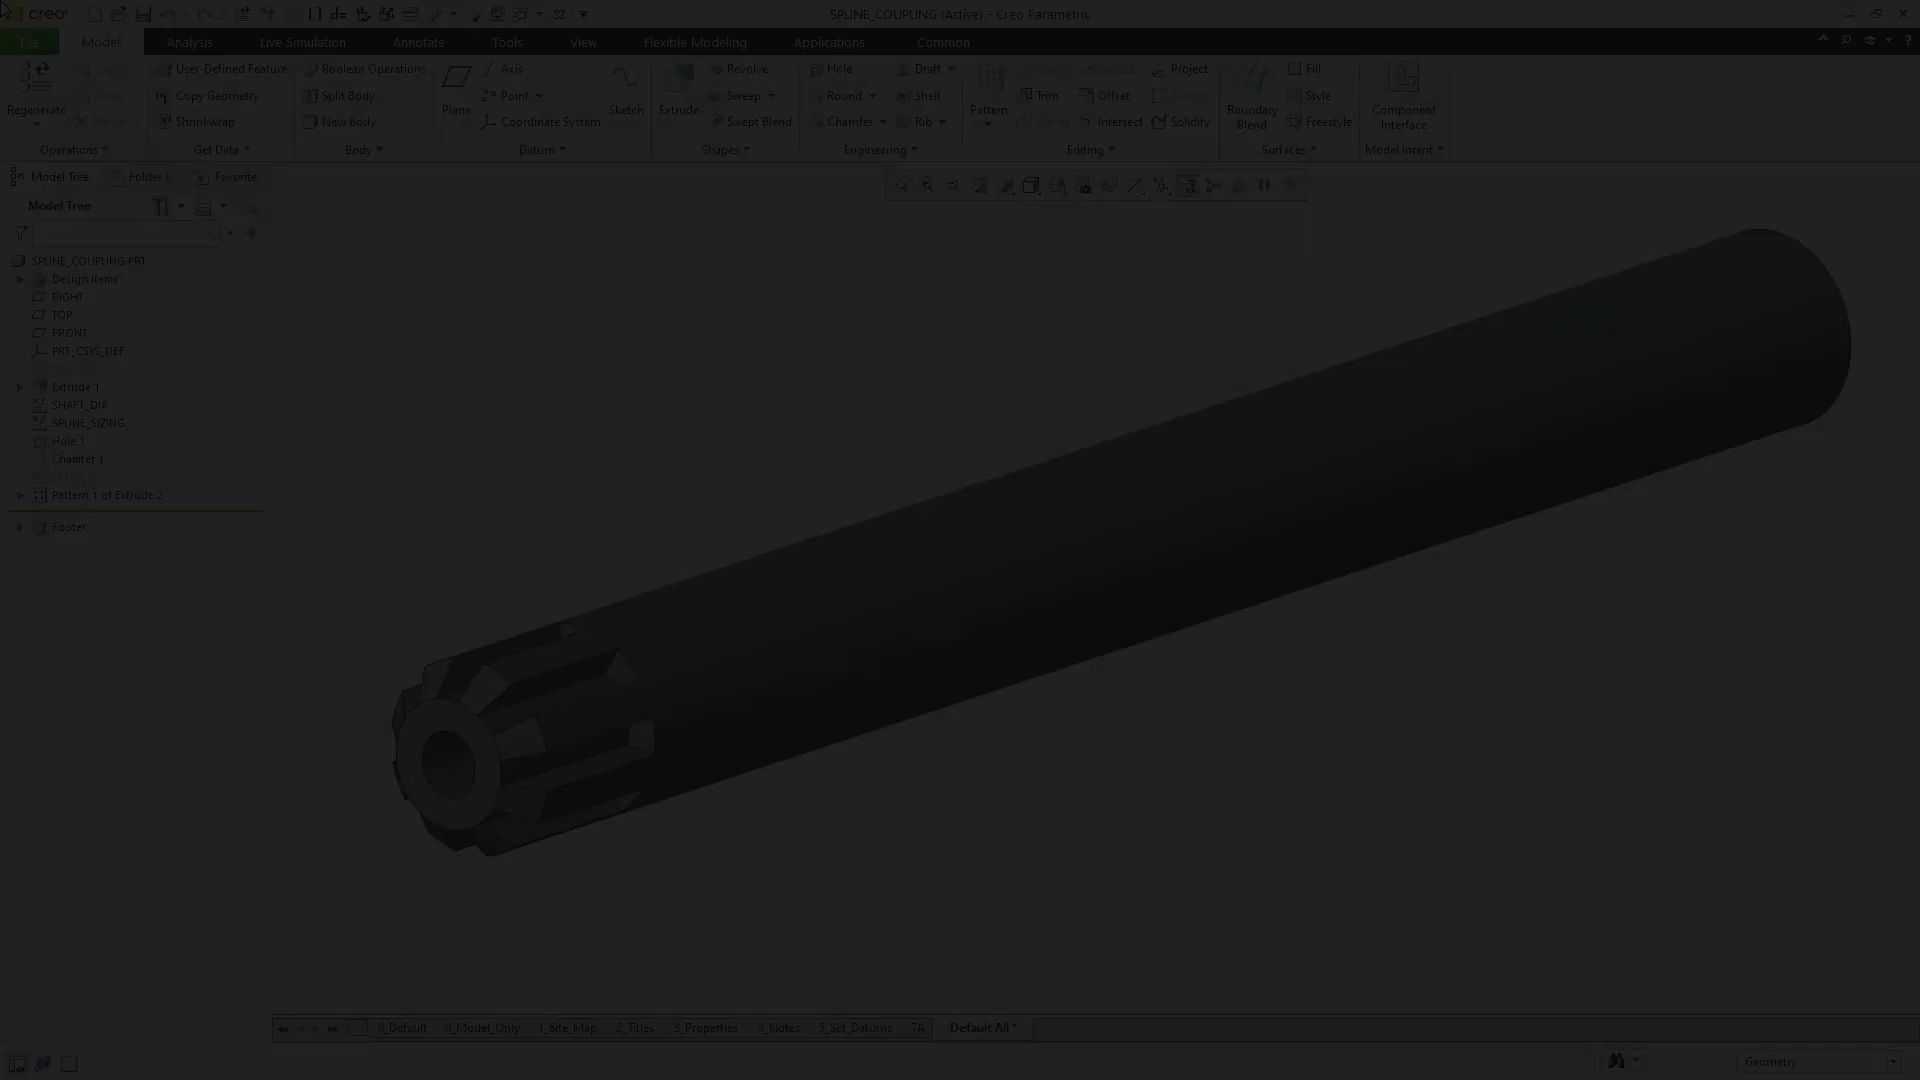 creo
SPLINE_COUPLING (Active) - Creo Parametric
File Model Analysis Live Simulation Annotate Tools View Flexible Modeling Applications Common
Regenerate
Operations
User-Defined Feature
Copy Geometry
Shrinkwrap
Get Data
Boolean Operations
Split Body
New Body
Body
Plane
Axis
Point
Coordinate System
Sketch
Datum
Extrude
Revolve
Sweep
Swept Blend
Shapes
Hole
Round
Chamfer
Draft
Shell
Rib
Engineering
Pattern
Trim
Offset
Intersect
Project
Solidify
Editing
Boundary
Blend
Fill
Style
Freestyle
Surfaces
Component
Interface
Model Intent
Model Tree Folder Favorite
Model Tree
SPLINE_COUPLING.PRT
Design Items
RIGHT
TOP
FRONT
PRT_CSYS_DEF
Extrude 1
SHAFT_DIA
SPLINE_SIZING
Hole 1
Chamfer 1
Pattern 1 of Extrude 2
Footer
0_Default 0_Model_Only 1_Site_Map 2_Titles 3_Properties 4_Notes 5_Set_Datums 7A Default All *
Geometry